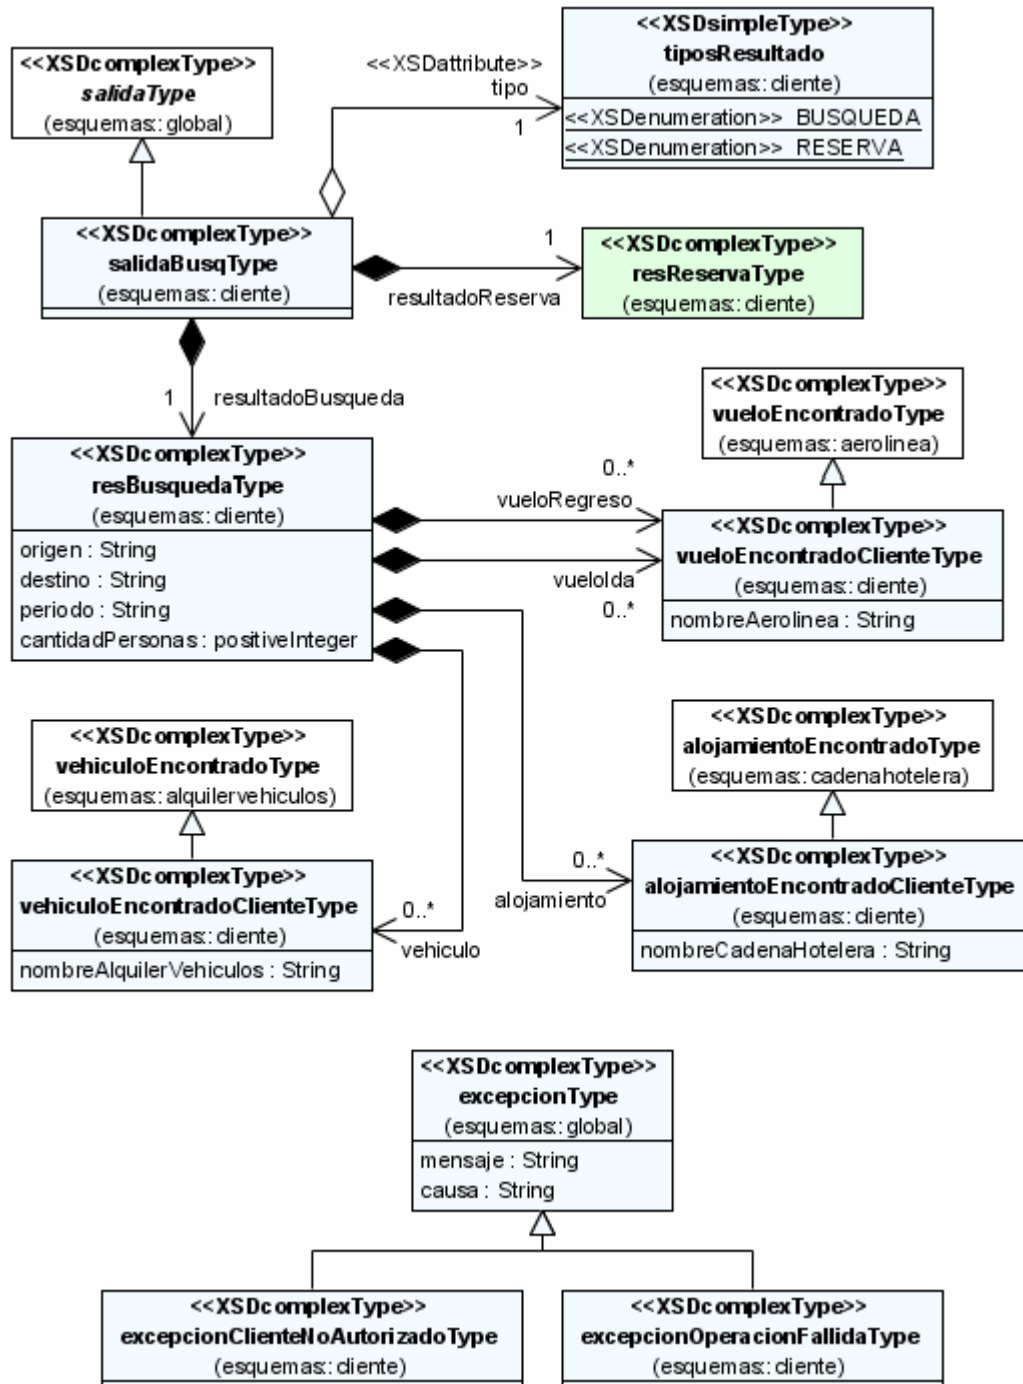 <<XSDcomplexType>>
salidaType
(esquemas::global)
<<XSDattribute>>
tipo
1
<<XSDsimpleType>>
tiposResultado
(esquemas::cliente)
<<XSDenumeration>> BUSQUEDA
<<XSDenumeration>> RESERVA
<<XSDcomplexType>>
salidaBusqType
(esquemas::cliente)
1
resultadoReserva
<<XSDcomplexType>>
resReservaType
(esquemas::cliente)
1 resultadoBusqueda
<<XSDcomplexType>>
resBusquedaType
(esquemas::cliente)
origen : String
destino : String
periodo : String
cantidadPersonas : positiveInteger
<<XSDcomplexType>>
vueloEncontradoType
(esquemas::aerolinea)
0..*
vueloRegreso
vueloIda
0..*
<<XSDcomplexType>>
vueloEncontradoClienteType
(esquemas::cliente)
nombreAerolinea : String
<<XSDcomplexType>>
vehiculoEncontradoType
(esquemas::alquilervehiculos)
<<XSDcomplexType>>
vehiculoEncontradoClienteType
(esquemas::cliente)
nombreAlquilerVehiculos : String
0..*
vehiculo
<<XSDcomplexType>>
alojamientoEncontradoType
(esquemas::cadenahotelera)
0..*
alojamiento
<<XSDcomplexType>>
alojamientoEncontradoClienteType
(esquemas::cliente)
nombreCadenaHotelera : String
<<XSDcomplexType>>
excepcionType
(esquemas::global)
mensaje : String
causa : String
<<XSDcomplexType>>
excepcionClienteNoAutorizadoType
(esquemas::cliente)
<<XSDcomplexType>>
excepcionOperacionFallidaType
(esquemas::cliente)